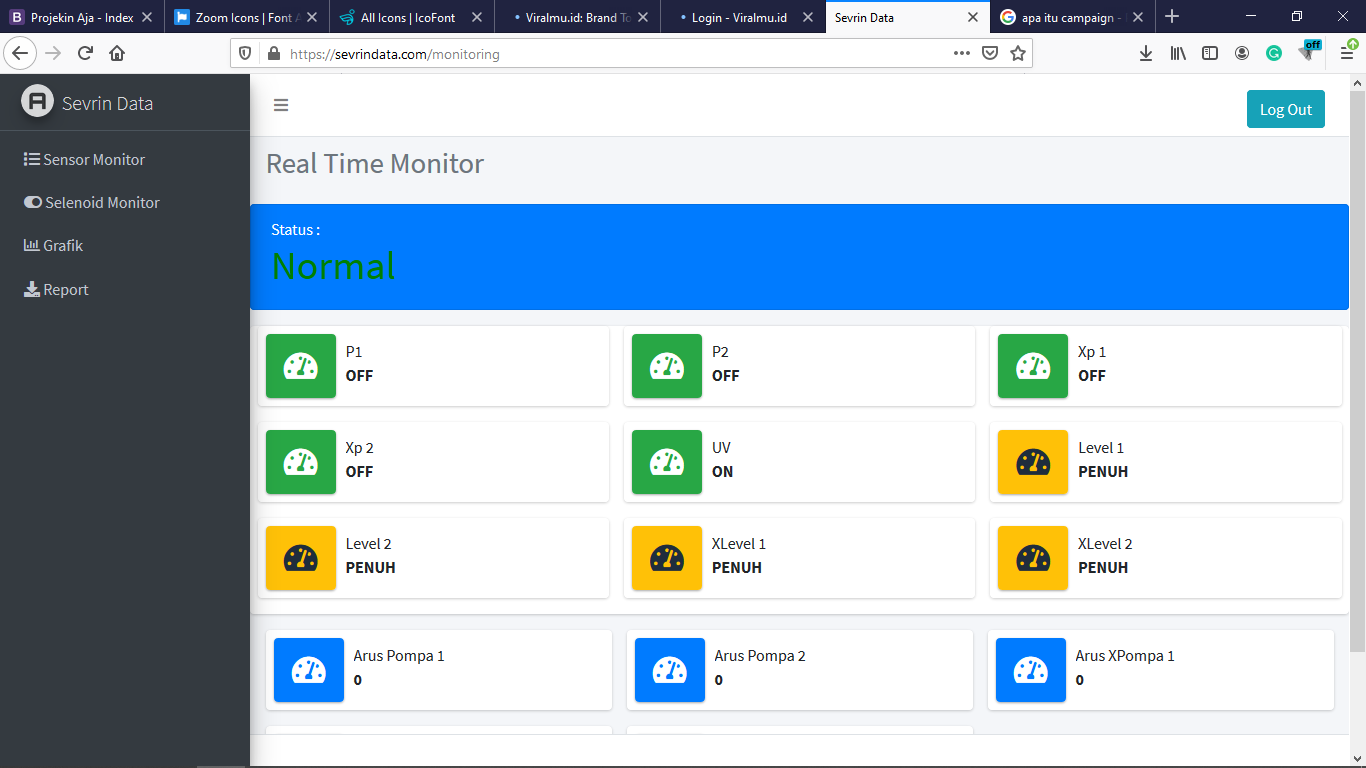 Projekin Aja - Index
Zoom Icons | Font A
All Icons | IcoFont
Viralmu.id: Brand To
Login - Viralmu.id
Sevrin Data
apa itu campaign -
https://sevrindata.com/monitoring
off
Sevrin Data
Log Out
Sensor Monitor
Selenoid Monitor
Grafik
Report
Real Time Monitor
Status :
Normal
P1
OFF
P2
OFF
Xp 1
OFF
Xp 2
OFF
UV
ON
Level 1
PENUH
Level 2
PENUH
XLevel 1
PENUH
XLevel 2
PENUH
Arus Pompa 1
0
Arus Pompa 2
0
Arus XPompa 1
0